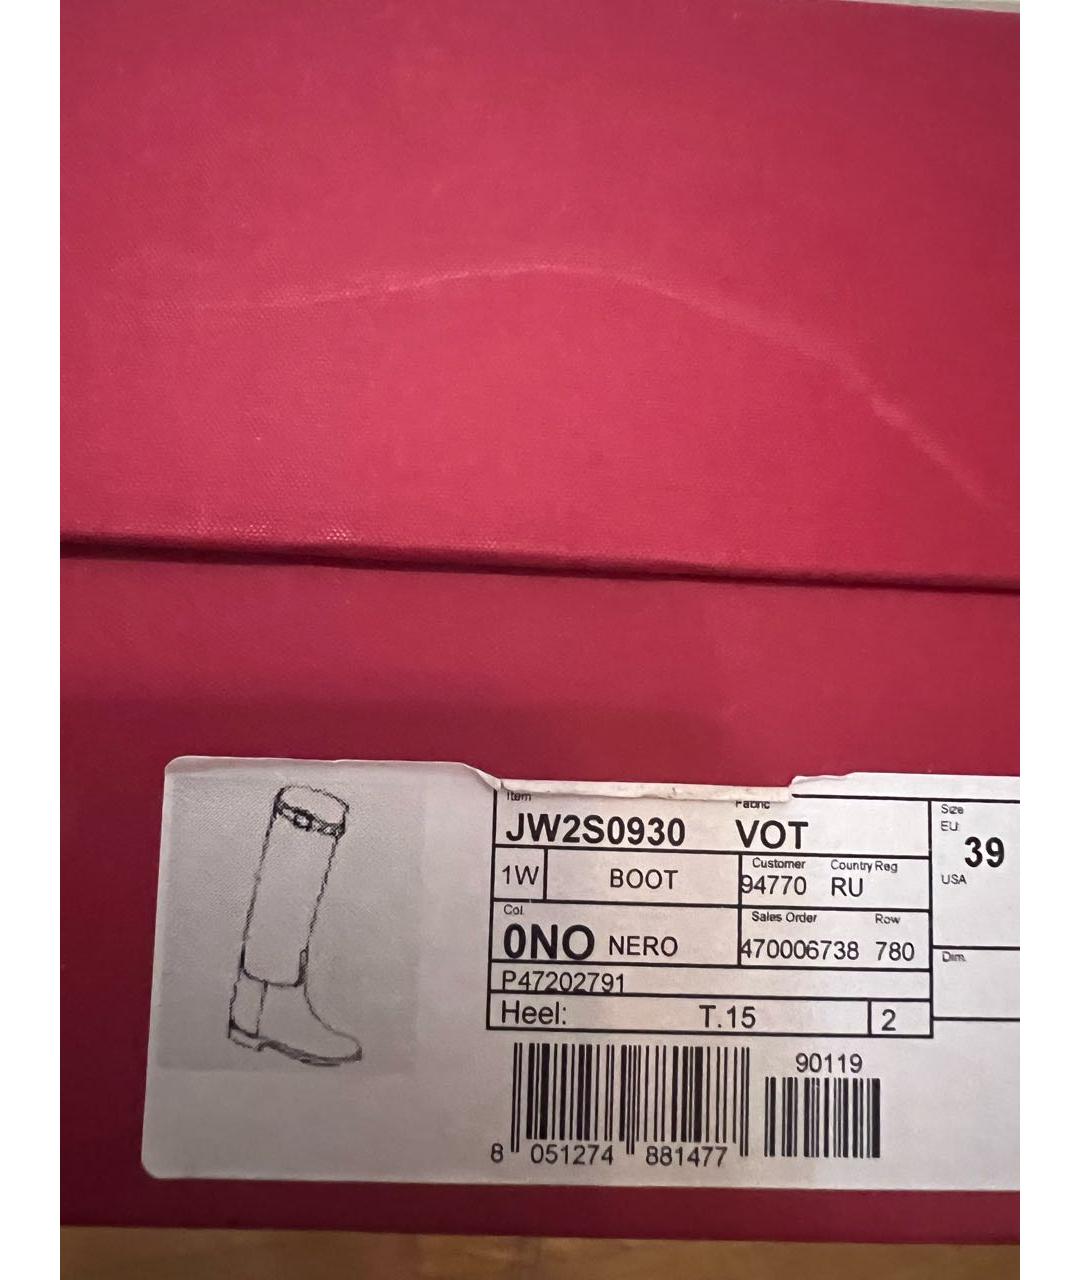 Item Fabric
JW2S0930 VOT
Size
EU
39
USA
1W BOOT
Customer Country Reg
94770 RU
Col.
0NO NERO
Sales Order Row
470006738 780
Dim.
P47202791
Heel: T.15 2
90119
8 051274 881477